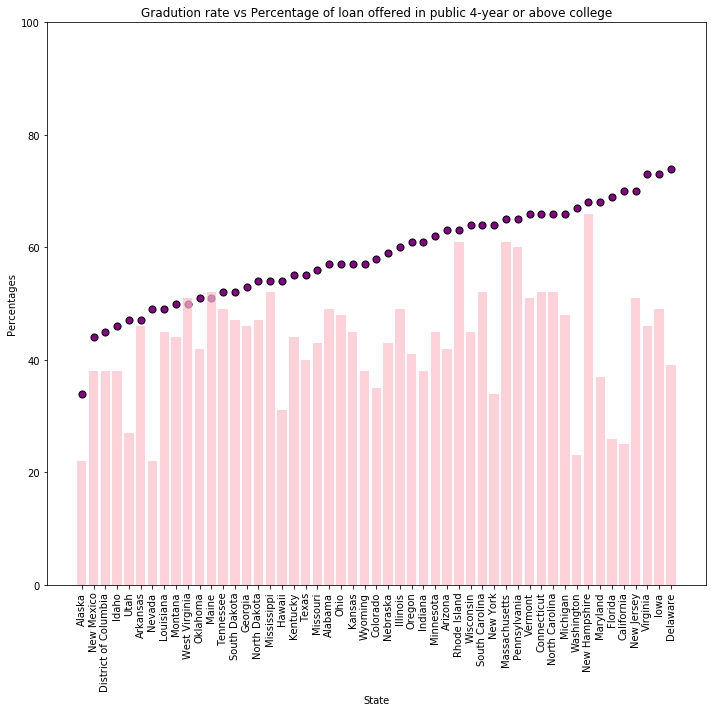 Gradution rate vs Percentage of loan offered in public 4-year or above college
100
80
60
40
20
0
Percentages
Alaska
New Mexico
District of Columbia
Idaho
Utah
Arkansas
Nevada
Louisiana
Montana
West Virginia
Oklahoma
Maine
Tennessee
South Dakota
Georgia
North Dakota
Mississippi
Hawaii
Kentucky
Texas
Missouri
Alabama
Ohio
Kansas
Wyoming
Colorado
Nebraska
Illinois
Oregon
Indiana
Minnesota
Arizona
Rhode Island
Wisconsin
South Carolina
New York
Massachusetts
Pennsylvania
Vermont
Connecticut
North Carolina
Michigan
Washington
New Hampshire
Maryland
Florida
California
New Jersey
Virginia
Iowa
Delaware
State